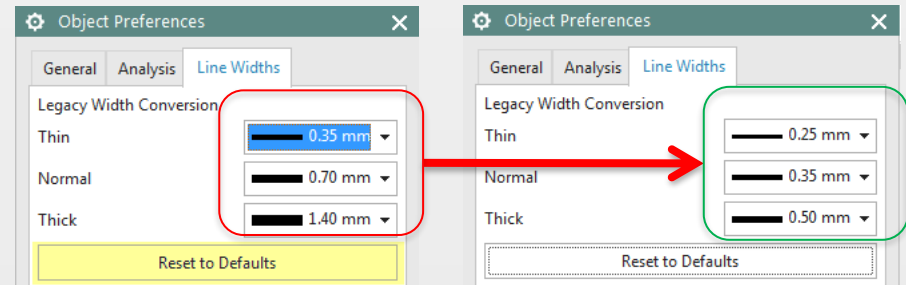 Object Preferences
General Analysis Line Widths
Legacy Width Conversion
Thin 0.35 mm
Normal 0.70 mm
Thick 1.40 mm
Reset to Defaults
Object Preferences
General Analysis Line Widths
Legacy Width Conversion
Thin 0.25 mm
Normal 0.35 mm
Thick 0.50 mm
Reset to Defaults